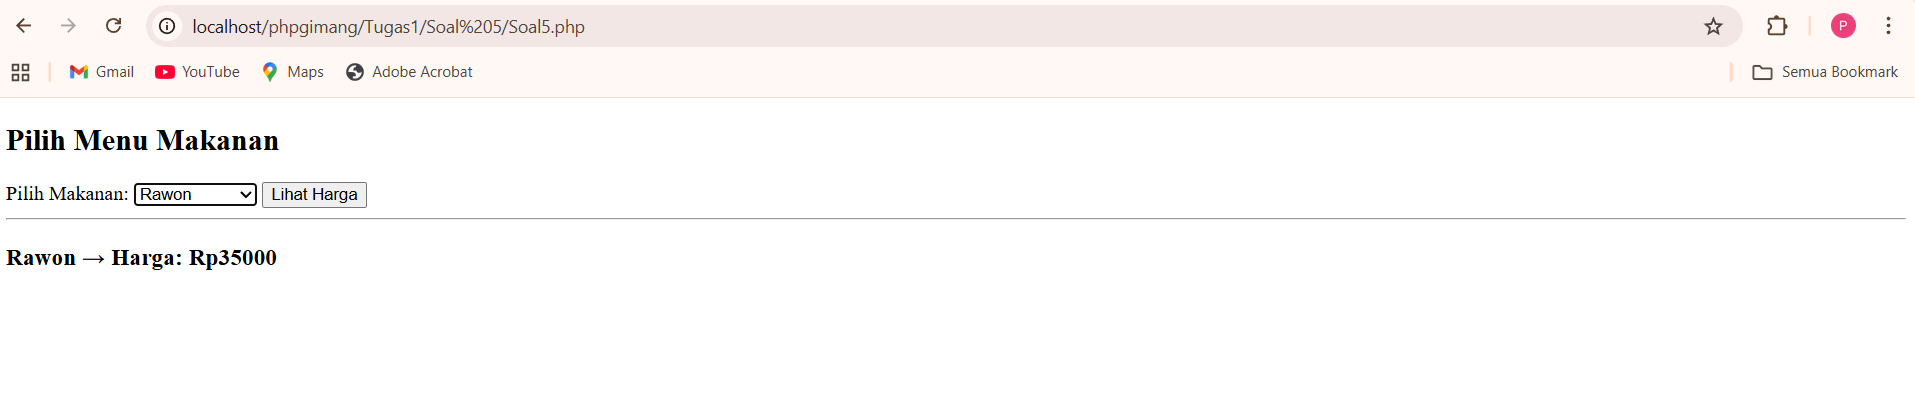 localhost/phpgimang/Tugas1/Soal%205/Soal5.php
P
Gmail YouTube Maps Adobe Acrobat Semua Bookmark
Pilih Menu Makanan
Pilih Makanan: Rawon Lihat Harga
Rawon → Harga: Rp35000